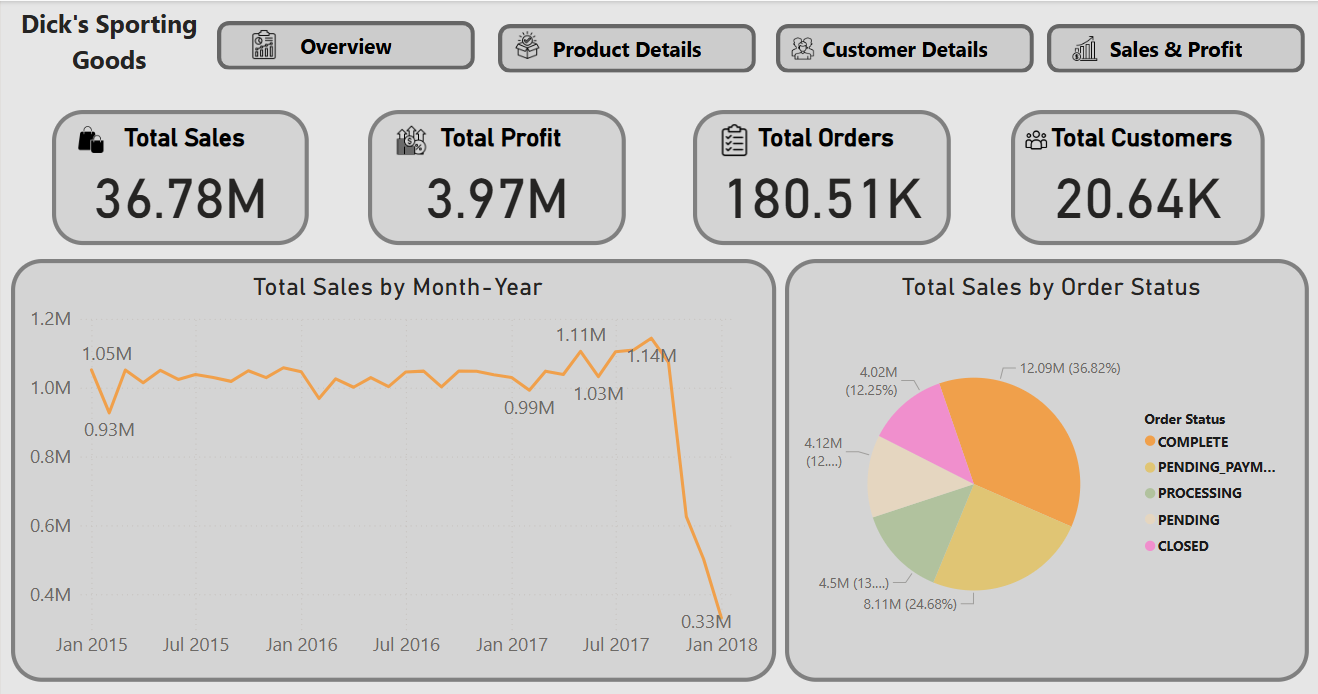 Dick's Sporting
Goods
Overview
Product Details
Customer Details
Sales & Profit
Total Sales
36.78M
Total Profit
3.97M
Total Orders
180.51K
Total Customers
20.64K
Total Sales by Month-Year
1.2M
1.0M
0.8M
0.6M
0.4M
1.05M
0.93M
0.99M
1.11M
1.03M
1.14M
0.33M
Jan 2015
Jul 2015
Jan 2016
Jul 2016
Jan 2017
Jul 2017
Jan 2018
Total Sales by Order Status
12.09M (36.82%)
8.11M (24.68%)
4.5M (13....)
4.12M
(12....)
4.02M
(12.25%)
Order Status
COMPLETE
PENDING_PAYM...
PROCESSING
PENDING
CLOSED